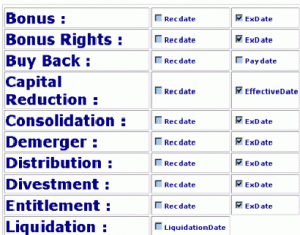 Bonus : Recdate ExDate
Bonus Rights : Recdate ExDate
Buy Back : Recdate Paydate
Capital
Reduction : Recdate EffectiveDate
Consolidation : Recdate ExDate
Demerger : Recdate ExDate
Distribution : Recdate ExDate
Divestment : Recdate ExDate
Entitlement : Recdate ExDate
Liquidation : LiquidationDate